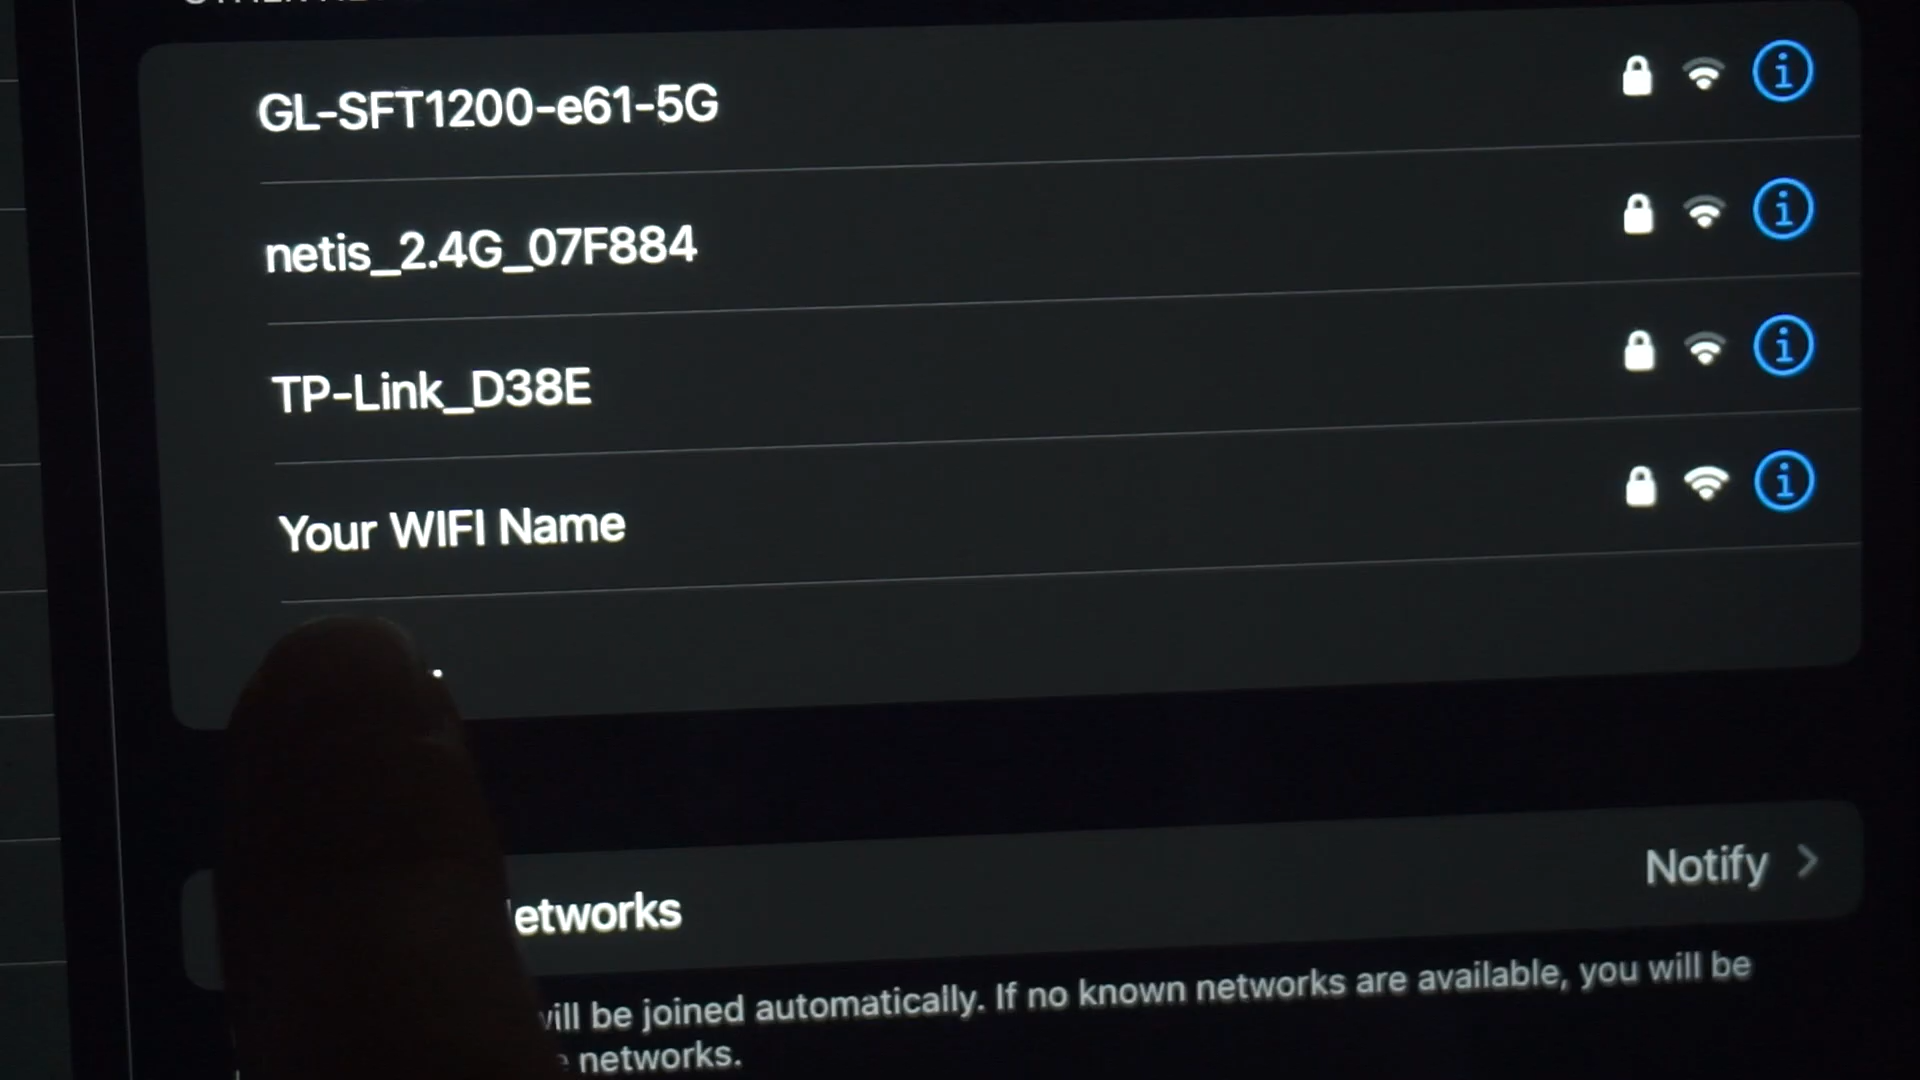 GL-SFT1200-e61-5G
netis_2.4G_07F884
TP-Link_D38E
Your WIFI Name
etworks
Notify
will be joined automatically. If no known networks are available, you will be
networks.